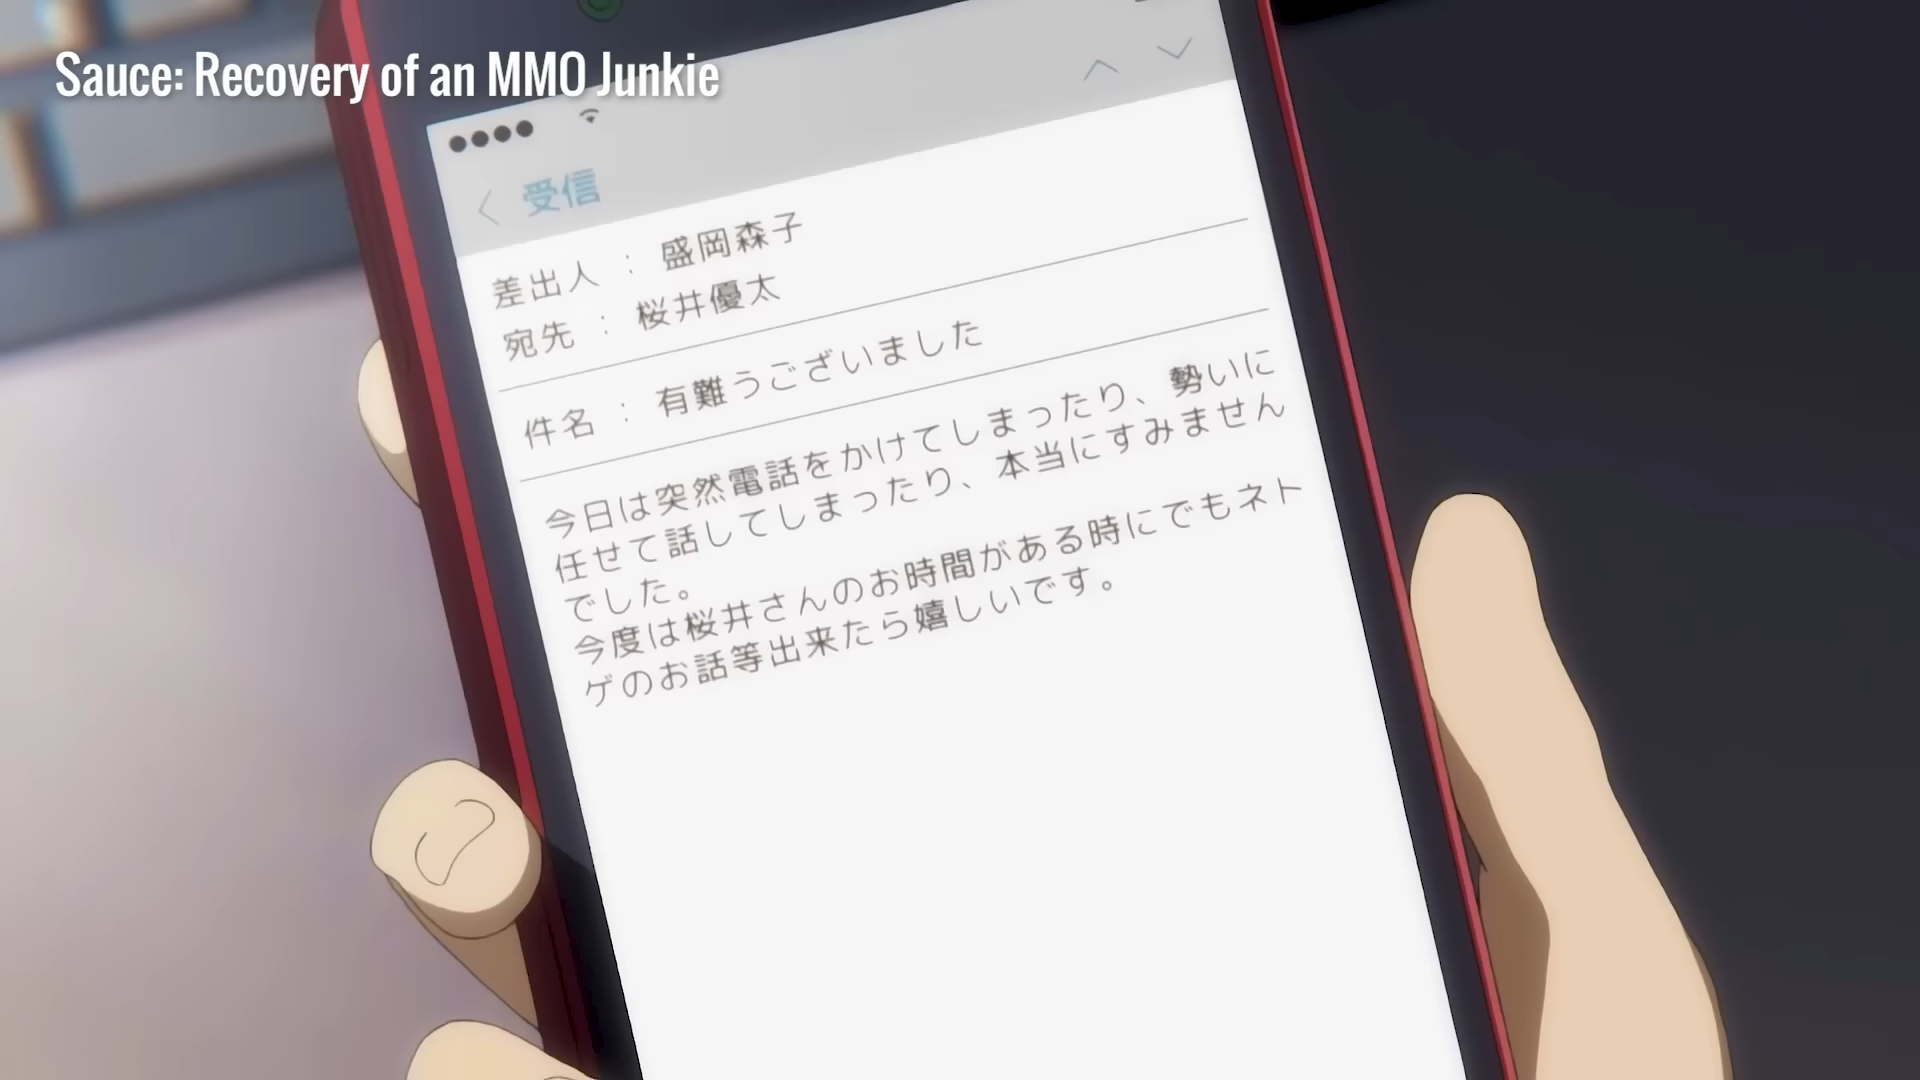 Sauce: Recovery of an MMO Junkie
受信
差出人 : 盛岡森子
宛先 : 桜井優太
件名 : 有難うございました
今日は突然電話をかけてしまったり、勢いに
任せて話してしまったり、本当にすみません
でした。
今度は桜井さんのお時間がある時にでもネト
ゲのお話等出来たら嬉しいです。